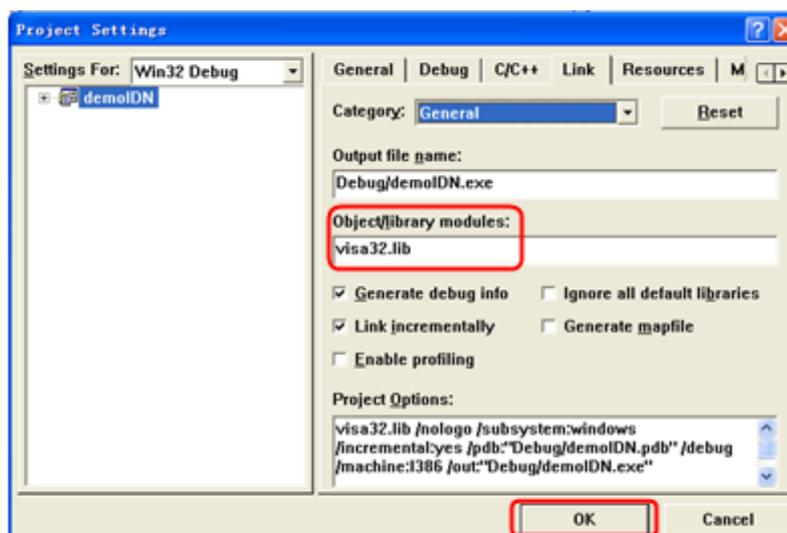 Project Settings
Settings For: Win32 Debug
demoIDN
General Debug C/C++ Link Resources M
Category: General Reset
Output file name:
Debug/demoIDN.exe
Object/library modules:
visa32.lib
Generate debug info Ignore all default libraries
Link incrementally Generate mapfile
Enable profiling
Project Options:
visa32.lib /nologo /subsystem:windows
/incremental:yes /pdb:"Debug/demoIDN.pdb" /debug
/machine:I386 /out:"Debug/demoIDN.exe"
OK Cancel